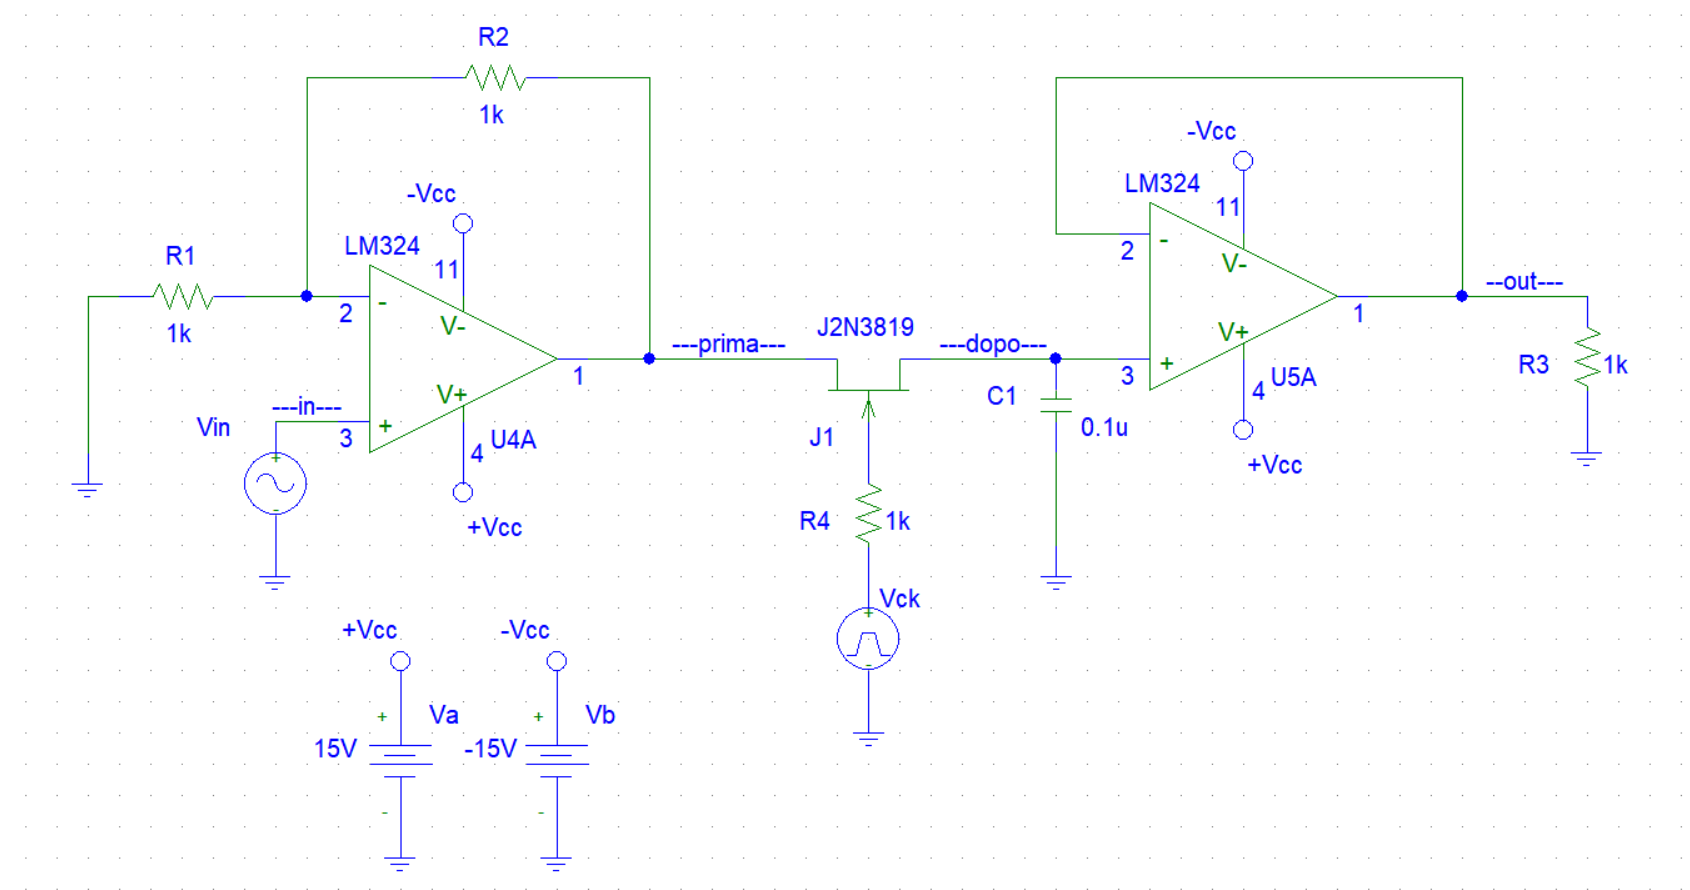 R2
1k
-Vcc
LM324
11
2
-
V-
R1
1k
V+
1
---in---
Vin
3
+
4
U4A
+Vcc
+
-
---prima---
J2N3819
---dopo---
J1
R4
1k
Vck
+
-
C1
0.1u
-Vcc
LM324
11
2
-
V-
V+
1
3
+
4
U5A
+Vcc
--out---
R3
1k
+Vcc
+
Va
15V
-
-Vcc
+
Vb
-15V
-